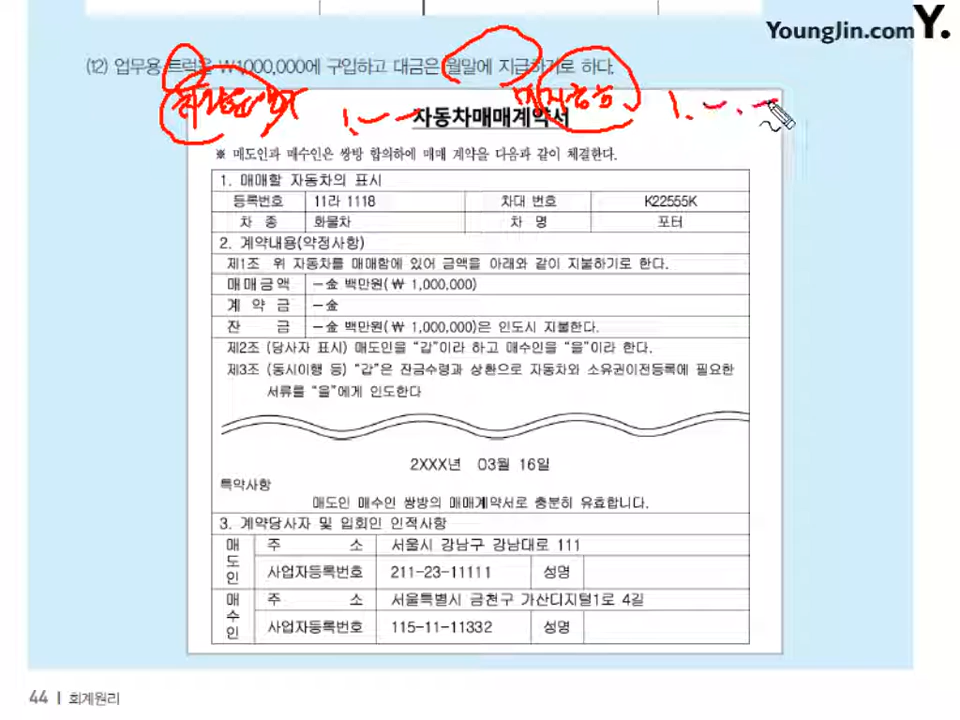 YoungJin.com Y.
(12) 업무용 트럭을 ₩1,000,000에 구입하고 대금은 월말에 지급하기로 하다.
차량운반구 1,-,- 미지급금 1,-,-
자동차매매계약서
※ 매도인과 매수인은 쌍방 합의하에 매매 계약을 다음과 같이 체결한다.
1. 매매할 자동차의 표시
등록번호 11라 1118 차대 번호 K22555K
차 종 화물차 차 명 포터
2. 계약내용(약정사항)
제1조 위 자동차를 매매함에 있어 금액을 아래와 같이 지불하기로 한다.
매매금액 -金 백만원(₩ 1,000,000)
계 약 금 -金
잔 금 -金 백만원(₩ 1,000,000)은 인도시 지불한다.
제2조 (당사자 표시) 매도인을 “갑”이라 하고 매수인을 “을”이라 한다.
제3조 (동시이행 등) “갑”은 잔금수령과 상환으로 자동차와 소유권이전등록에 필요한
서류를 “을”에게 인도한다
2XXX년 03월 16일
특약사항
매도인 매수인 쌍방의 매매계약서로 충분히 유효합니다.
3. 계약당사자 및 입회인 인적사항
매도인 주 소 서울시 강남구 강남대로 111
사업자등록번호 211-23-11111 성명
매수인 주 소 서울특별시 금천구 가산디지털1로 4길
사업자등록번호 115-11-11332 성명
44 | 회계원리